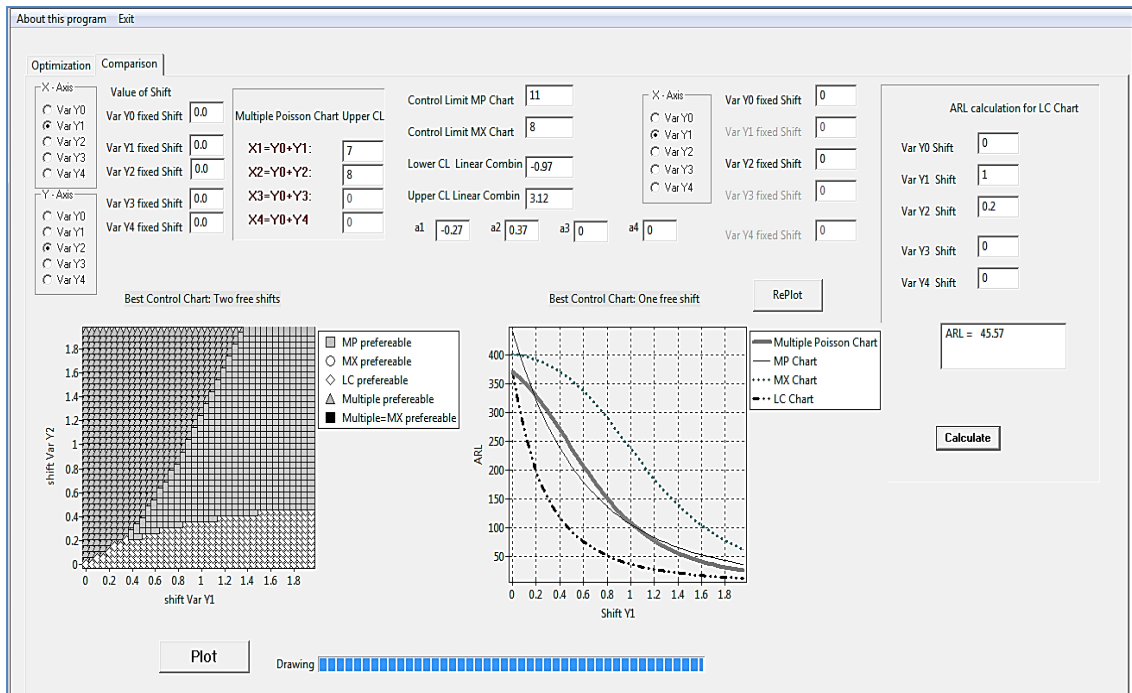 About this program Exit
Optimization Comparison
X - Axis
Var Y0
Var Y1
Var Y2
Var Y3
Var Y4
Y - Axis
Var Y0
Var Y1
Var Y2
Var Y3
Var Y4
Value of Shift
Var Y0 fixed Shift 0.0
Var Y1 fixed Shift 0.0
Var Y2 fixed Shift 0.0
Var Y3 fixed Shift 0.0
Var Y4 fixed Shift 0.0
Multiple Poisson Chart Upper CL
X1=Y0+Y1: 7
X2=Y0+Y2: 8
X3=Y0+Y3: 0
X4=Y0+Y4 0
Control Limit MP Chart 11
Control Limit MX Chart 8
Lower CL Linear Combin -0.97
Upper CL Linear Combin 3.12
a1 -0.27 a2 0.37 a3 0 a4 0
X - Axis
Var Y0
Var Y1
Var Y2
Var Y3
Var Y4
Var Y0 fixed Shift 0
Var Y1 fixed Shift 0
Var Y2 fixed Shift 0
Var Y3 fixed Shift 0
Var Y4 fixed Shift 0
RePlot
ARL calculation for LC Chart
Var Y0 Shift 0
Var Y1 Shift 1
Var Y2 Shift 0.2
Var Y3 Shift 0
Var Y4 Shift 0
ARL = 45.57
Calculate
Best Control Chart: Two free shifts
shift Var Y2
1.8
1.6
1.4
1.2
1
0.8
0.6
0.4
0.2
0
0 0.2 0.4 0.6 0.8 1 1.2 1.4 1.6 1.8
shift Var Y1
MP prefereable
MX prefereable
LC prefereable
Multiple prefereable
Multiple=MX prefereable
Best Control Chart: One free shift
ARL
400
350
300
250
200
150
100
50
0 0.2 0.4 0.6 0.8 1 1.2 1.4 1.6 1.8
Shift Y1
Multiple Poisson Chart
MP Chart
MX Chart
LC Chart
Plot
Drawing